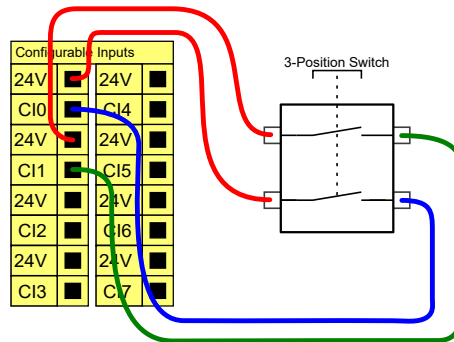 Configurable Inputs
3-Position Switch
24V 24V
CI0 CI4
24V 24V
CI1 CI5
24V 24V
CI2 CI6
24V 24V
CI3 CI7